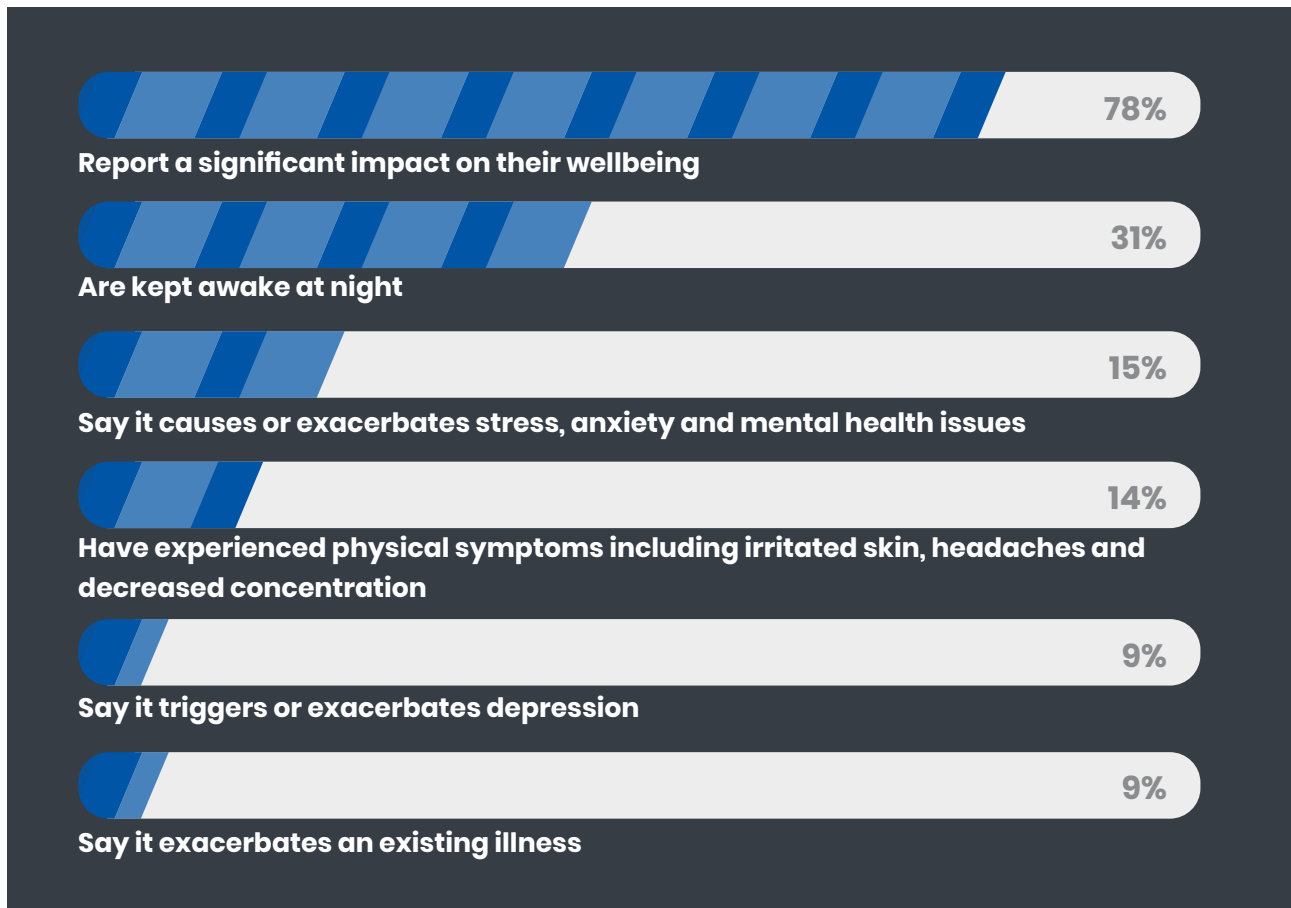 78%
Report a significant impact on their wellbeing
31%
Are kept awake at night
15%
Say it causes or exacerbates stress, anxiety and mental health issues
14%
Have experienced physical symptoms including irritated skin, headaches and
decreased concentration
9%
Say it triggers or exacerbates depression
9%
Say it exacerbates an existing illness